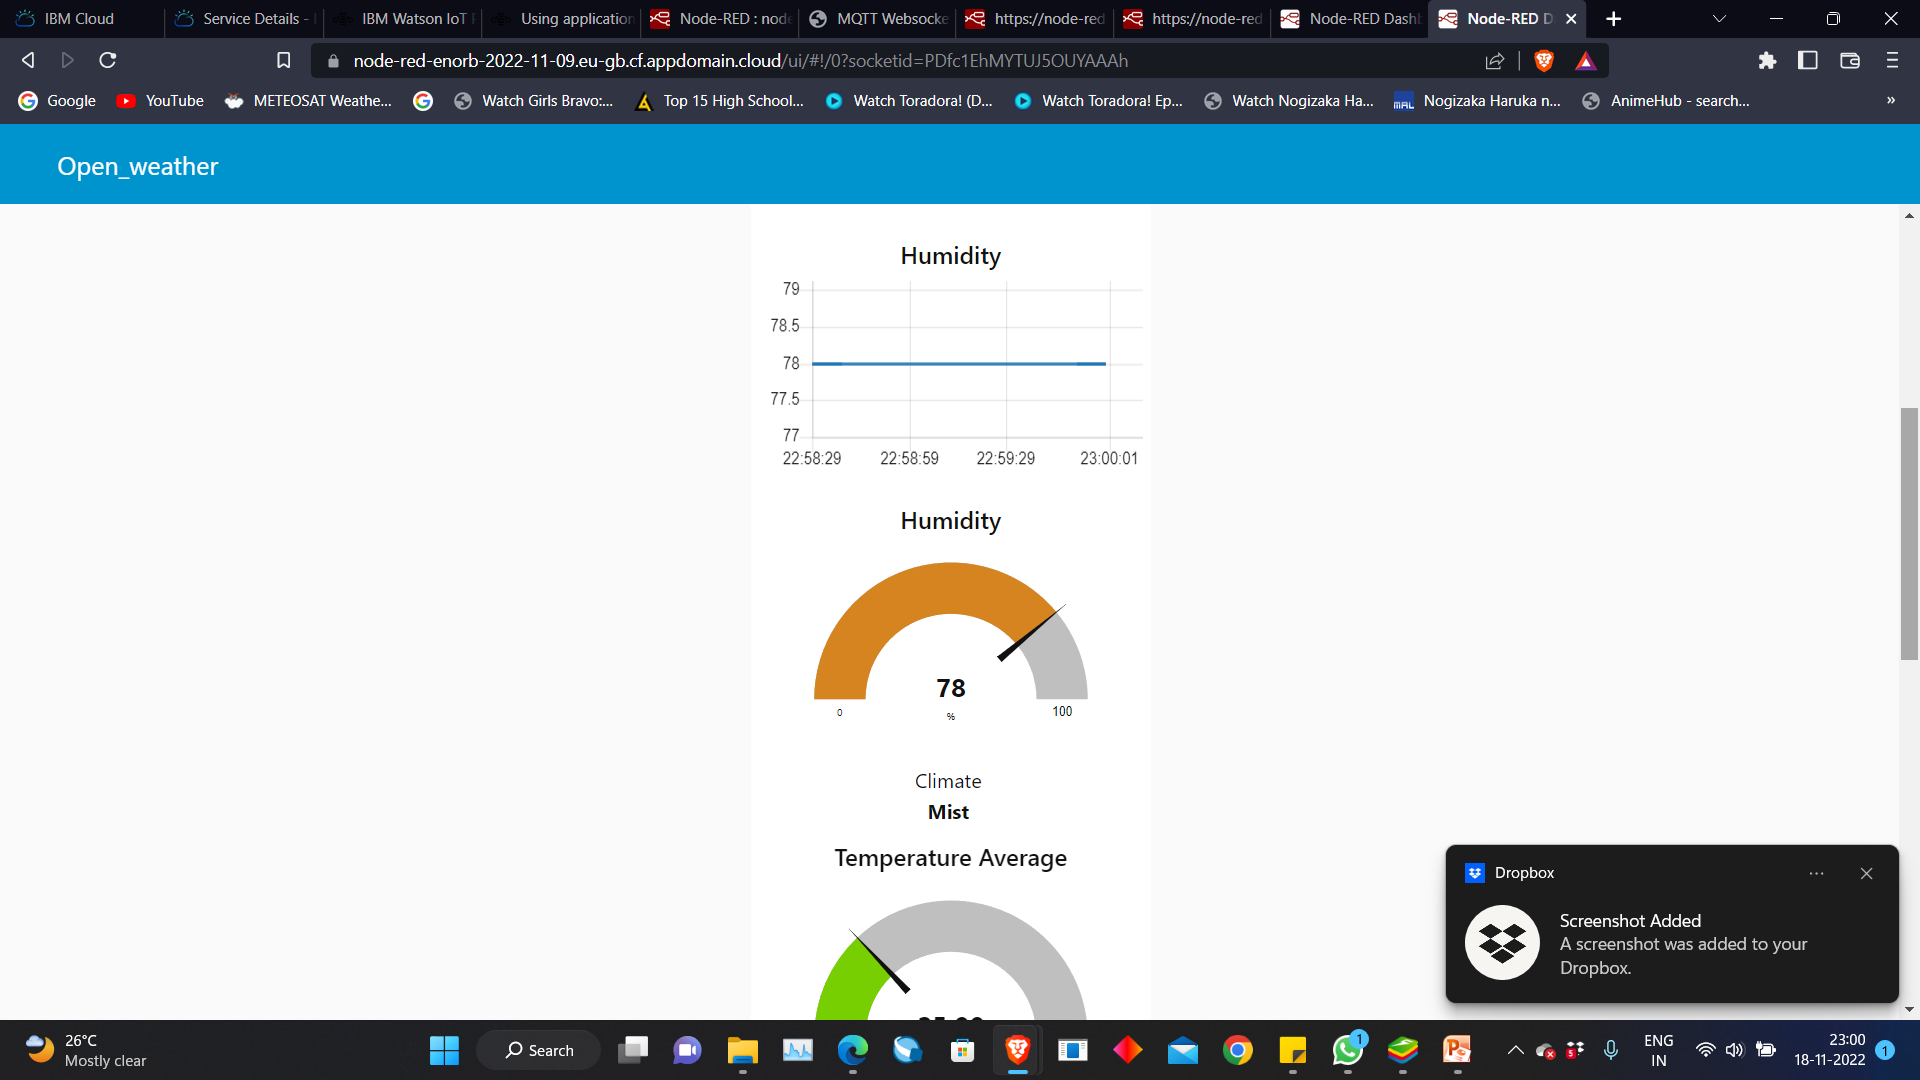 IBM Cloud
Service Details -
IBM Watson IoT P
Using application
Node-RED : node
MQTT Websocke
https://node-red
https://node-red
Node-RED Dashb
Node-RED D
node-red-enorb-2022-11-09.eu-gb.cf.appdomain.cloud/ui/#!/0?socketid=PDfc1EhMYTUJ5OUYAAAh
Google
YouTube
METEOSAT Weathe...
Watch Girls Bravo:...
Top 15 High School...
Watch Toradora! (D...
Watch Toradora! Ep...
Watch Nogizaka Ha...
MAL
Nogizaka Haruka n...
AnimeHub - search...
»
Open_weather
Humidity
79
78.5
78
77.5
77
22:58:29 22:58:59 22:59:29 23:00:01
Humidity
78
0 % 100
Climate
Mist
Temperature Average
Dropbox
Screenshot Added
A screenshot was added to your
Dropbox.
26°C
Mostly clear
Search
1
ENG
IN
23:00
18-11-2022
1